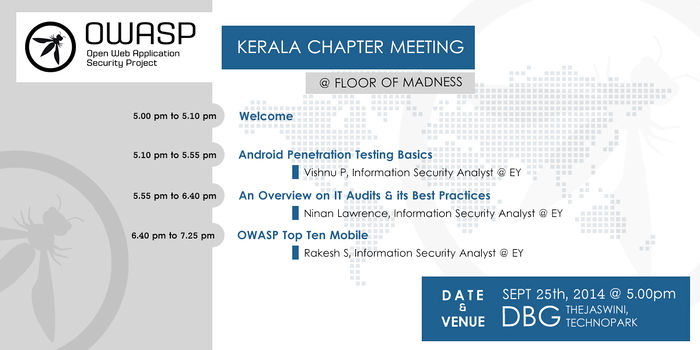 OWASP
Open Web Application
Security Project
KERALA CHAPTER MEETING
@ FLOOR OF MADNESS
5.00 pm to 5.10 pm Welcome
5.10 pm to 5.55 pm Android Penetration Testing Basics
Vishnu P, Information Security Analyst @ EY
5.55 pm to 6.40 pm An Overview on IT Audits & its Best Practices
Ninan Lawrence, Information Security Analyst @ EY
6.40 pm to 7.25 pm OWASP Top Ten Mobile
Rakesh S, Information Security Analyst @ EY
DATE
&
VENUE
SEPT 25th, 2014 @ 5.00pm
DBG
THEJASWINI,
TECHNOPARK